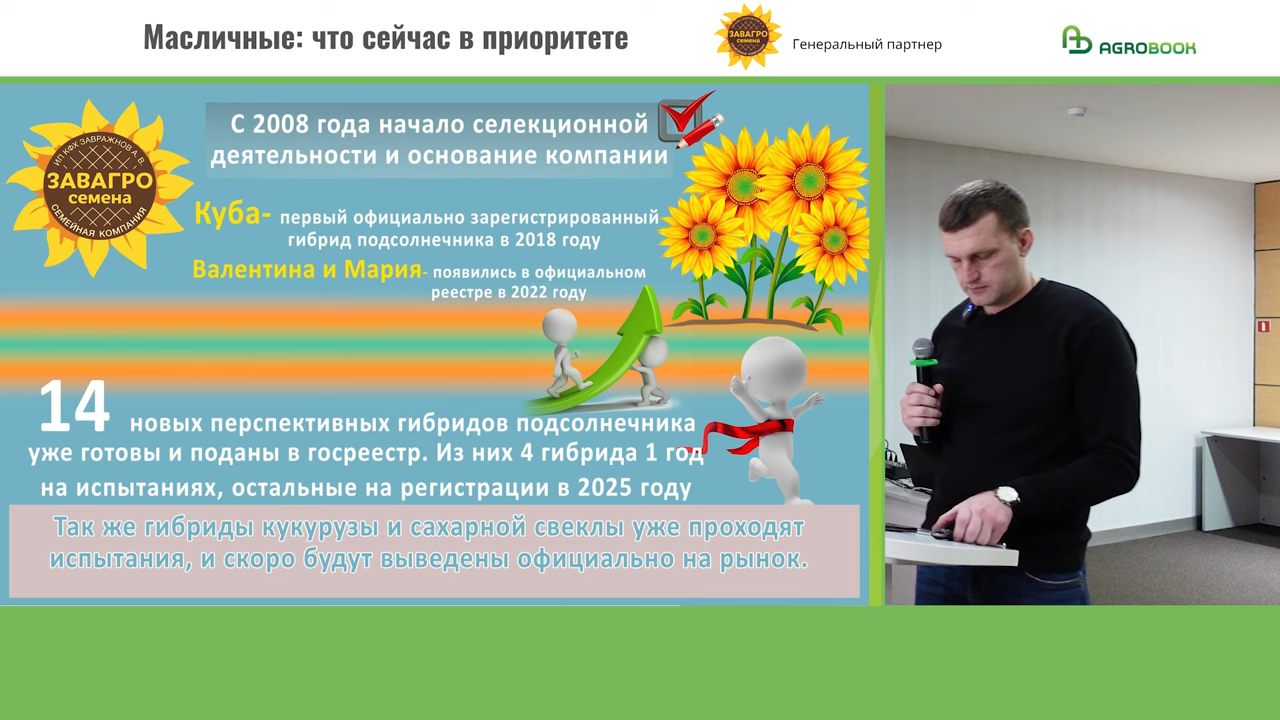 Масличные: что сейчас в приоритете
ЗАВАГРО
семена
Генеральный партнер
AGROBOOK
ИП КФХ ЗАВРАЖНОВ А. В.
ЗАВАГРО
семена
СЕМЕЙНАЯ КОМПАНИЯ
С 2008 года начало селекционной
деятельности и основание компании
Куба- первый официально зарегистрированный
гибрид подсолнечника в 2018 году
Валентина и Мария- появились в официальном
реестре в 2022 году
14 новых перспективных гибридов подсолнечника
уже готовы и поданы в госреестр. Из них 4 гибрида 1 год
на испытаниях, остальные на регистрации в 2025 году
Так же гибриды кукурузы и сахарной свеклы уже проходят
испытания, и скоро будут выведены официально на рынок.